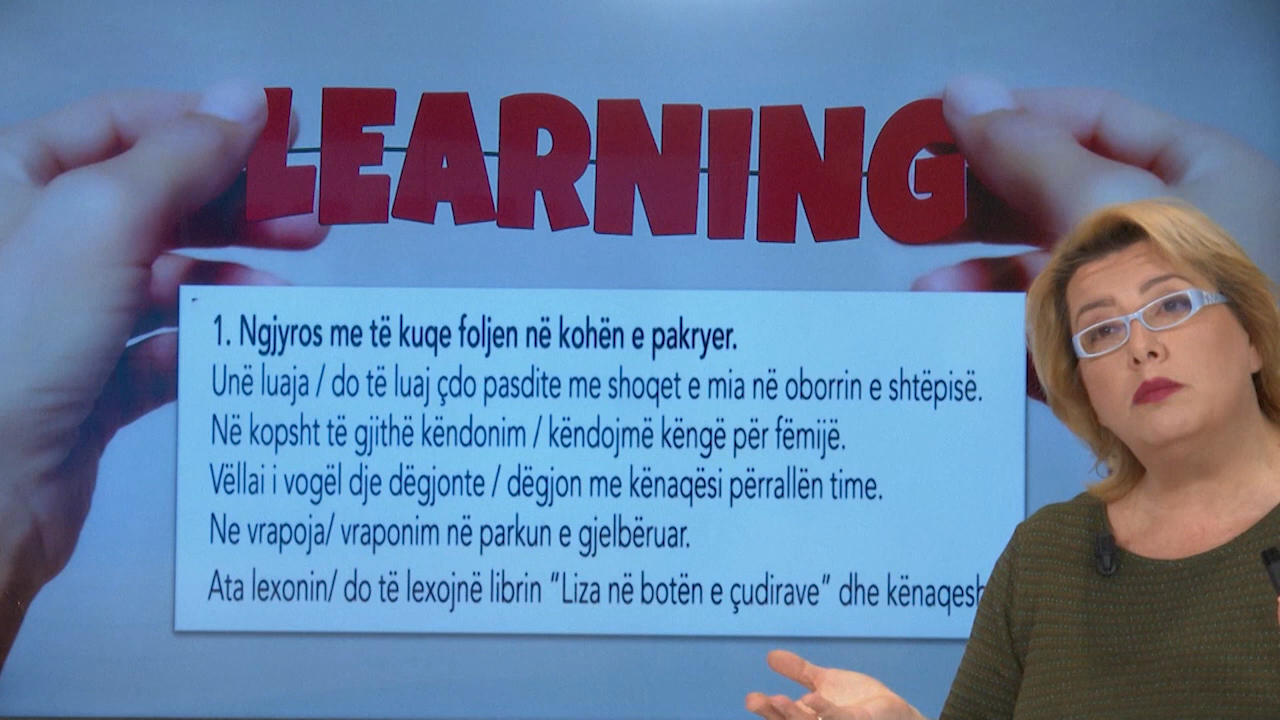 LEARNING
1. Ngjyros me të kuqe foljen në kohën e pakryer.
Unë luaja / do të luaj çdo pasdite me shoqet e mia në oborrin e shtëpisë.
Në kopsht të gjithë këndonim / këndojmë këngë për fëmijë.
Vëllai i vogël dje dëgjonte / dëgjon me kënaqësi përrallën time.
Ne vrapoja/ vraponim në parkun e gjelbëruar.
Ata lexonin/ do të lexojnë librin “Liza në botën e çudirave” dhe